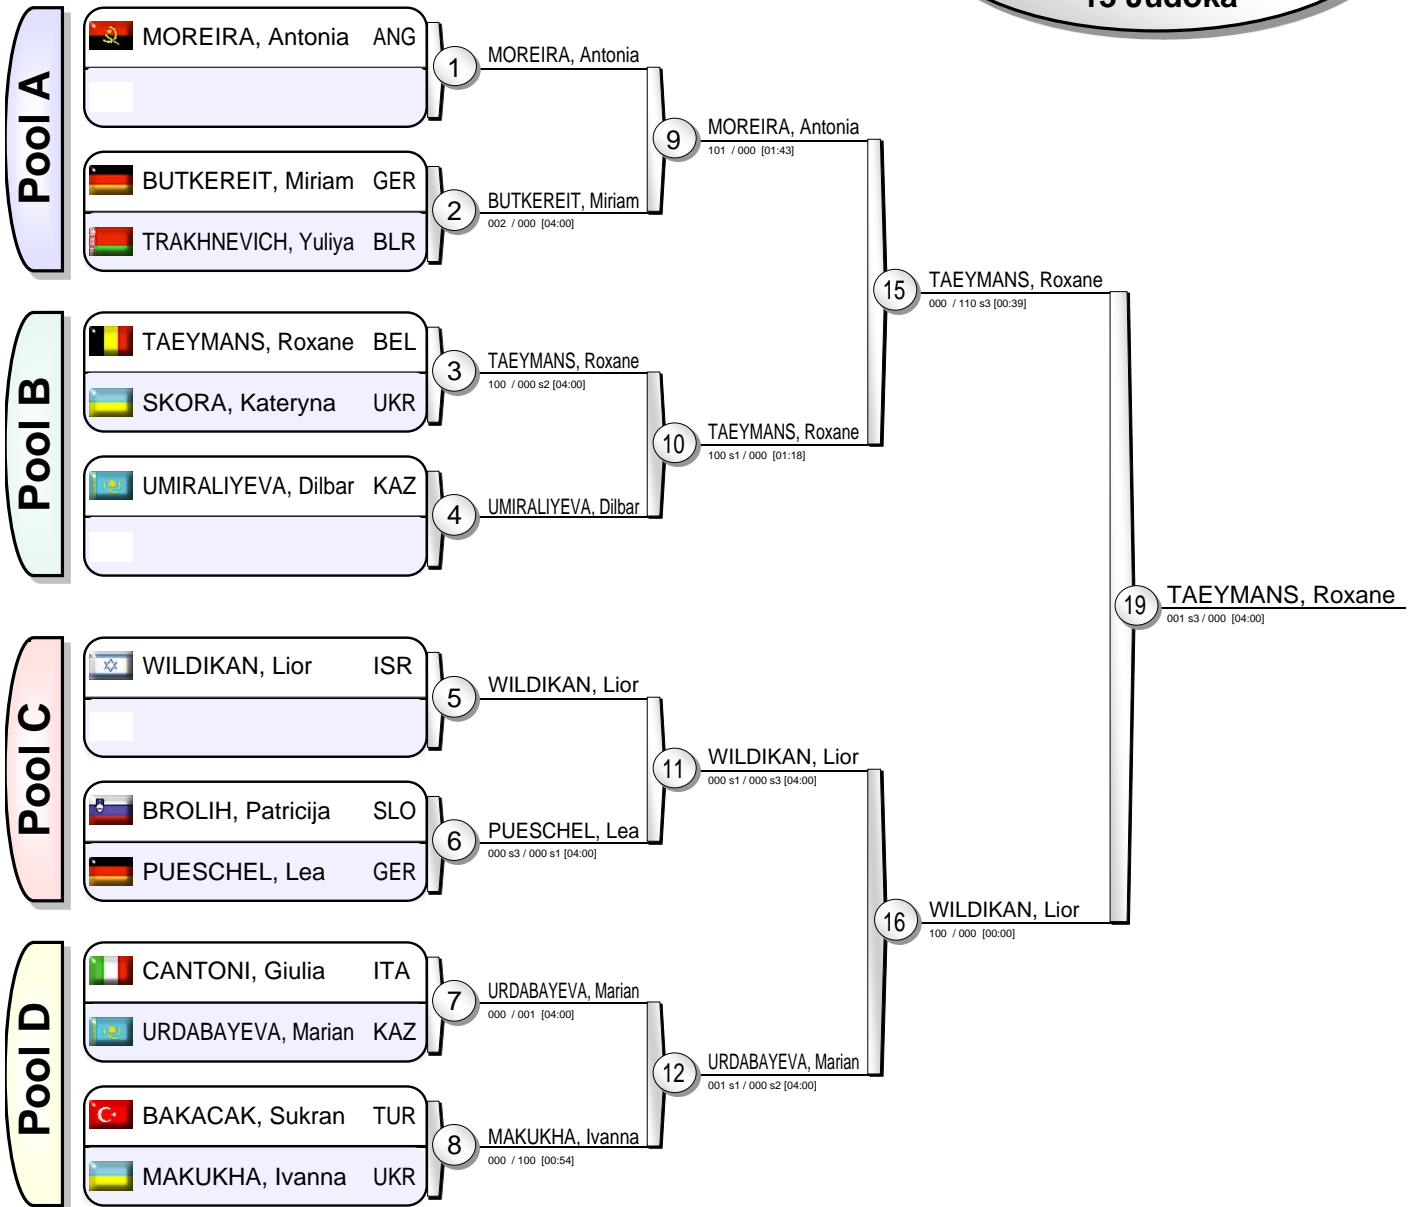 13 Judoka
Pool A
MOREIRA, Antonia ANG
BUTKEREIT, Miriam GER
TRAKHNEVICH, Yuliya BLR
Pool B
TAEYMANS, Roxane BEL
SKORA, Kateryna UKR
UMIRALIYEVA, Dilbar KAZ
Pool C
WILDIKAN, Lior ISR
BROLIH, Patricija SLO
PUESCHEL, Lea GER
Pool D
CANTONI, Giulia ITA
URDABAYEVA, Marian KAZ
BAKACAK, Sukran TUR
MAKUKHA, Ivanna UKR
1
MOREIRA, Antonia
2
BUTKEREIT, Miriam
002 / 000 [04:00]
3
TAEYMANS, Roxane
100 / 000 s2 [04:00]
4
UMIRALIYEVA, Dilbar
5
WILDIKAN, Lior
6
PUESCHEL, Lea
000 s3 / 000 s1 [04:00]
7
URDABAYEVA, Marian
000 / 001 [04:00]
8
MAKUKHA, Ivanna
000 / 100 [00:54]
9
MOREIRA, Antonia
101 / 000 [01:43]
10
TAEYMANS, Roxane
100 s1 / 000 [01:18]
11
WILDIKAN, Lior
000 s1 / 000 s3 [04:00]
12
URDABAYEVA, Marian
001 s1 / 000 s2 [04:00]
15
TAEYMANS, Roxane
000 / 110 s3 [00:39]
16
WILDIKAN, Lior
100 / 000 [00:00]
19
TAEYMANS, Roxane
001 s3 / 000 [04:00]